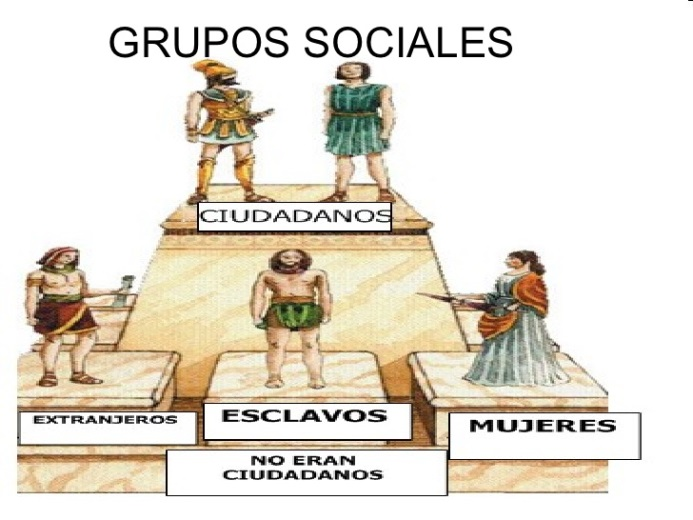 GRUPOS SOCIALES
CIUDADANOS
EXTRANJEROS
ESCLAVOS
MUJERES
NO ERAN
CIUDADANOS